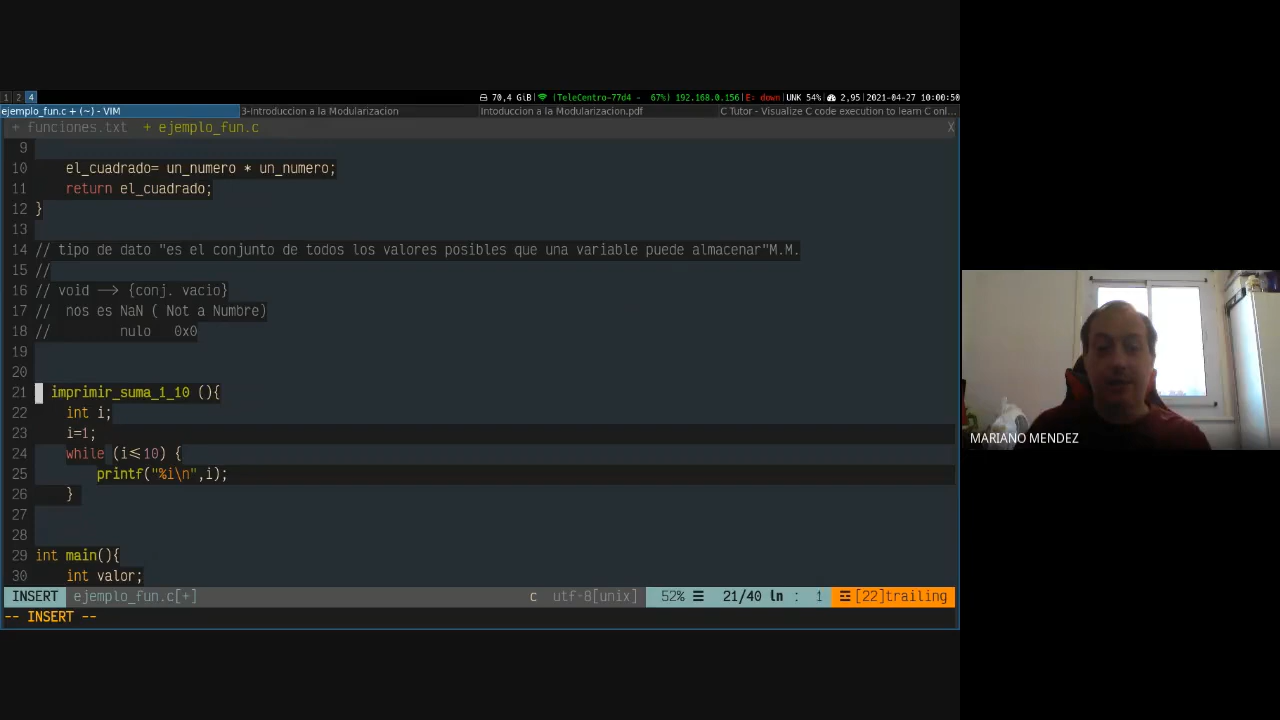 1 2 4 70,4 GiB| (TeleCentro-77d4 - 67%) 192.168.0.156|E: down|UNK 54%| 2,95|2021-04-27 10:00:50
ejemplo_fun.c + (~) - VIM 3-Introduccion a la Modularizacion Intoduccion a la Modularizacion.pdf C Tutor - Visualize C code execution to learn C onl...
+ funciones.txt + ejemplo_fun.c X
9
10 el_cuadrado= un_numero * un_numero;
11 return el_cuadrado;
12 }
13
14 // tipo de dato "es el conjunto de todos los valores posibles que una variable puede almacenar"M.M.
15 //
16 // void —> {conj. vacio}
17 // nos es NaN ( Not a Numbre)
18 // nulo 0x0
19
20
21 imprimir_suma_1_10 (){
22 int i;
23 i=1;
24 while (i<=10) {
25 printf("%i\n",i);
26 }
27
28
29 int main(){
30 int valor;
INSERT ejemplo_fun.c[+] c utf-8[unix] 52% ☰ 21/40 ln : 1 [22]trailing
-- INSERT --
MARIANO MENDEZ